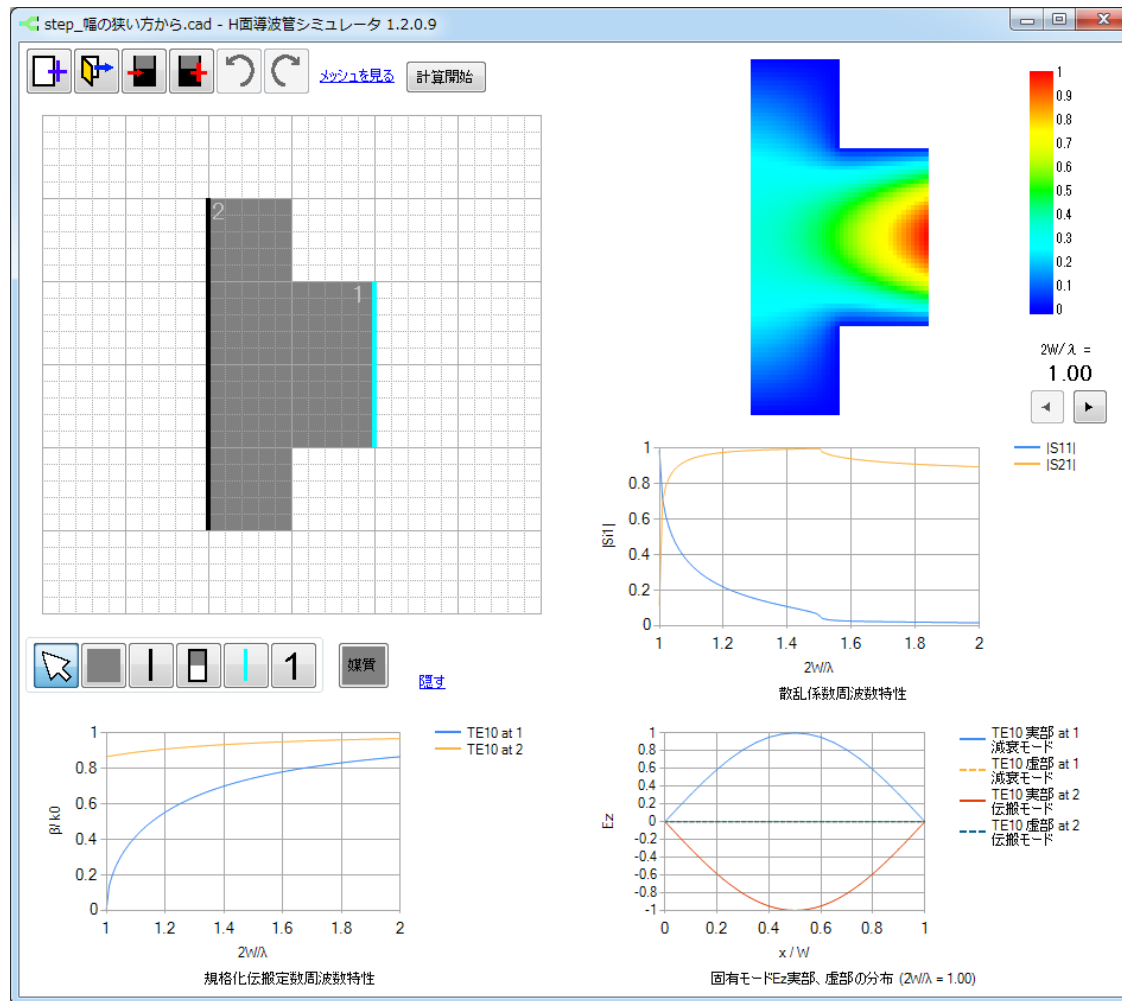 step_幅の狭い方から.cad - H面導波管シミュレータ 1.2.0.9
メッシュを見る
計算開始
2
1
1
0.9
0.8
0.7
0.6
0.5
0.4
0.3
0.2
0.1
0
2W/λ =
1.00
|S11|
|S21|
1
0.8
0.6
0.4
0.2
0
|Si1|
1 1.2 1.4 1.6 1.8 2
2W/λ
散乱係数周波数特性
1
媒質
隠す
TE10 at 1
TE10 at 2
1
0.8
0.6
0.4
0.2
0
β/ k0
1 1.2 1.4 1.6 1.8 2
2W/λ
規格化伝搬定数周波数特性
TE10 実部 at 1
減衰モード
TE10 虚部 at 1
減衰モード
TE10 実部 at 2
伝搬モード
TE10 虚部 at 2
伝搬モード
1
0.8
0.6
0.4
0.2
0
-0.2
-0.4
-0.6
-0.8
-1
Ez
0 0.2 0.4 0.6 0.8 1
x / W
固有モードEz実部、虚部の分布 (2W/λ = 1.00)